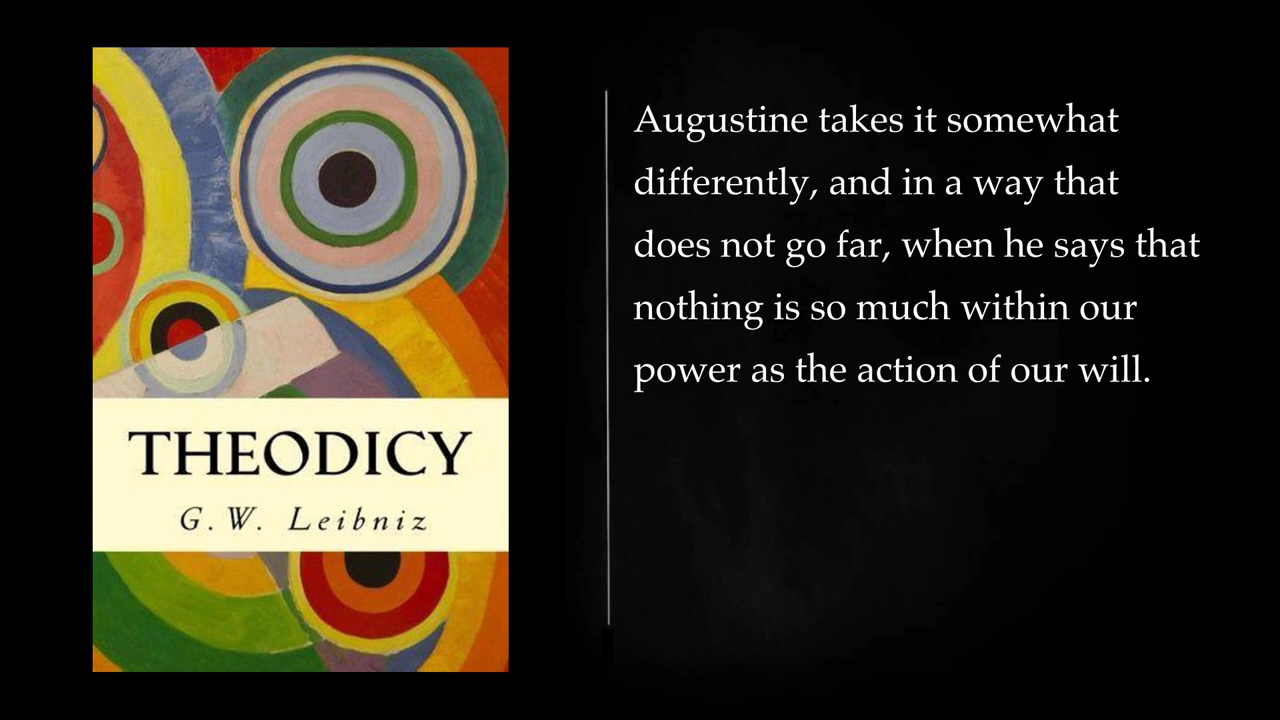 THEODICY
G. W. Leibniz
Augustine takes it somewhat
differently, and in a way that
does not go far, when he says that
nothing is so much within our
power as the action of our will.